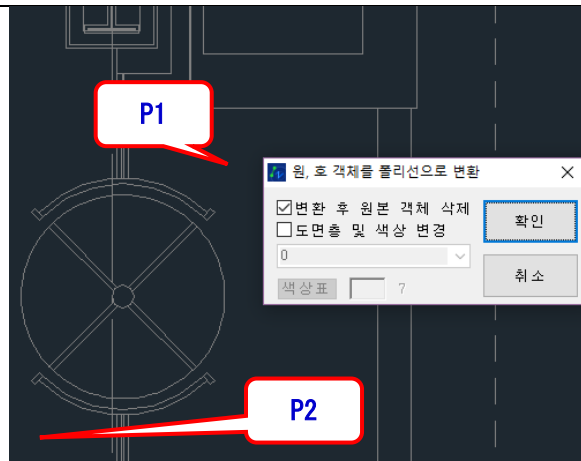 P1
원, 호 객체를 폴리선으로 변환
변환 후 원본 객체 삭제
확인
도면층 및 색상 변경
0
취소
색상표
7
P2